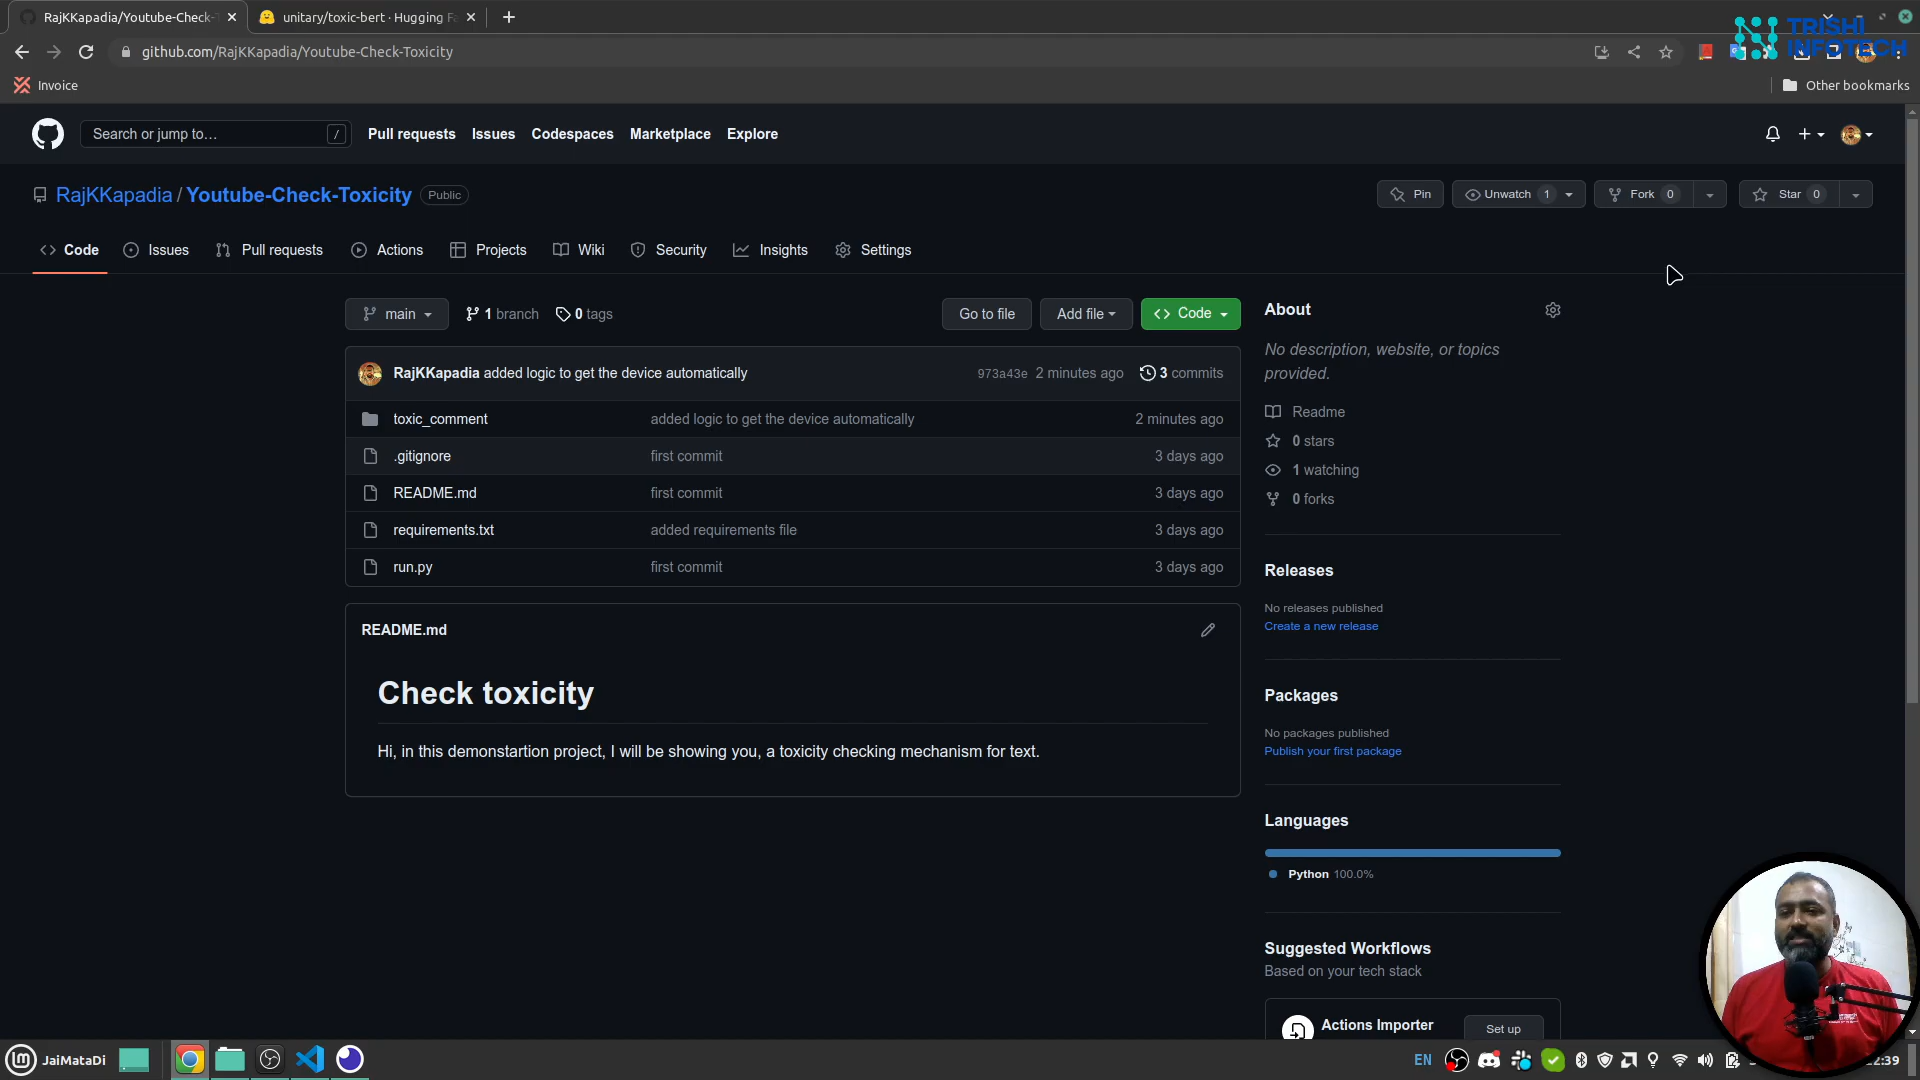 RajKKapadia/Youtube-Check-
unitary/toxic-bert · Hugging F
github.com/RajKKapadia/Youtube-Check-Toxicity
TRISHI
INFOTECH
Invoice
Other bookmarks
Search or jump to…
/
Pull requests
Issues
Codespaces
Marketplace
Explore
RajKKapadia / Youtube-Check-Toxicity
Public
Pin
Unwatch 1
Fork 0
Star 0
Code
Issues
Pull requests
Actions
Projects
Wiki
Security
Insights
Settings
main
1 branch
0 tags
Go to file
Add file
Code
RajKKapadia added logic to get the device automatically
973a43e 2 minutes ago
3 commits
toxic_comment
added logic to get the device automatically
2 minutes ago
.gitignore
first commit
3 days ago
README.md
first commit
3 days ago
requirements.txt
added requirements file
3 days ago
run.py
first commit
3 days ago
README.md
Check toxicity
Hi, in this demonstartion project, I will be showing you, a toxicity checking mechanism for text.
About
No description, website, or topics
provided.
Readme
0 stars
1 watching
0 forks
Releases
No releases published
Create a new release
Packages
No packages published
Publish your first package
Languages
Python 100.0%
Suggested Workflows
Based on your tech stack
Actions Importer
Set up
JaiMataDi
EN
:39